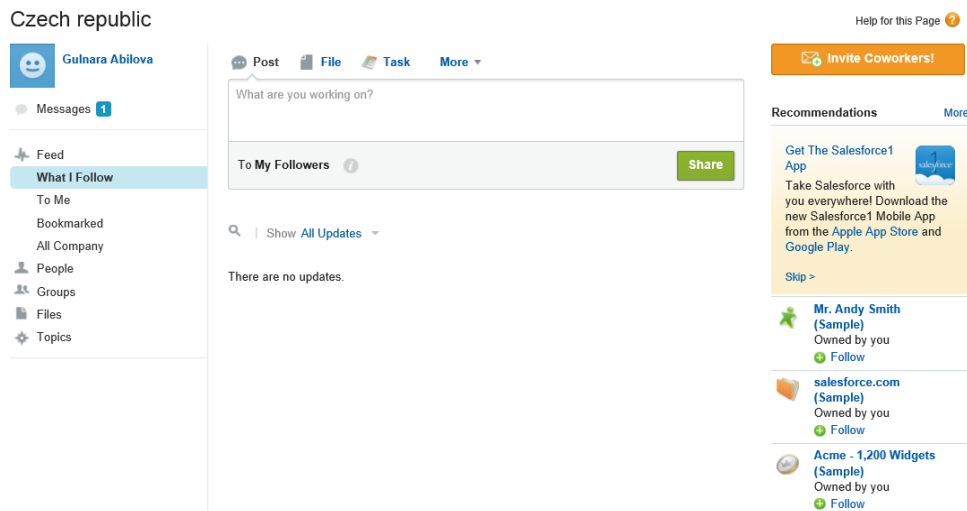 Czech republic
Help for this Page
Gulnara Abilova
Messages 1
Feed
What I Follow
To Me
Bookmarked
All Company
People
Groups
Files
Topics
Post File Task More
What are you working on?
To My Followers
Share
Show All Updates
There are no updates.
Invite Coworkers!
Recommendations More
Get The Salesforce1
App
salesforce
Take Salesforce with
you everywhere! Download the
new Salesforce1 Mobile App
from the Apple App Store and
Google Play.
Skip >
Mr. Andy Smith
(Sample)
Owned by you
Follow
salesforce.com
(Sample)
Owned by you
Follow
Acme - 1,200 Widgets
(Sample)
Owned by you
Follow